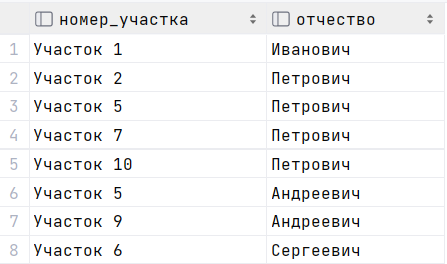 номер_участка отчество
1 Участок 1 Иванович
2 Участок 2 Петрович
3 Участок 5 Петрович
4 Участок 7 Петрович
5 Участок 10 Петрович
6 Участок 5 Андреевич
7 Участок 9 Андреевич
8 Участок 6 Сергеевич